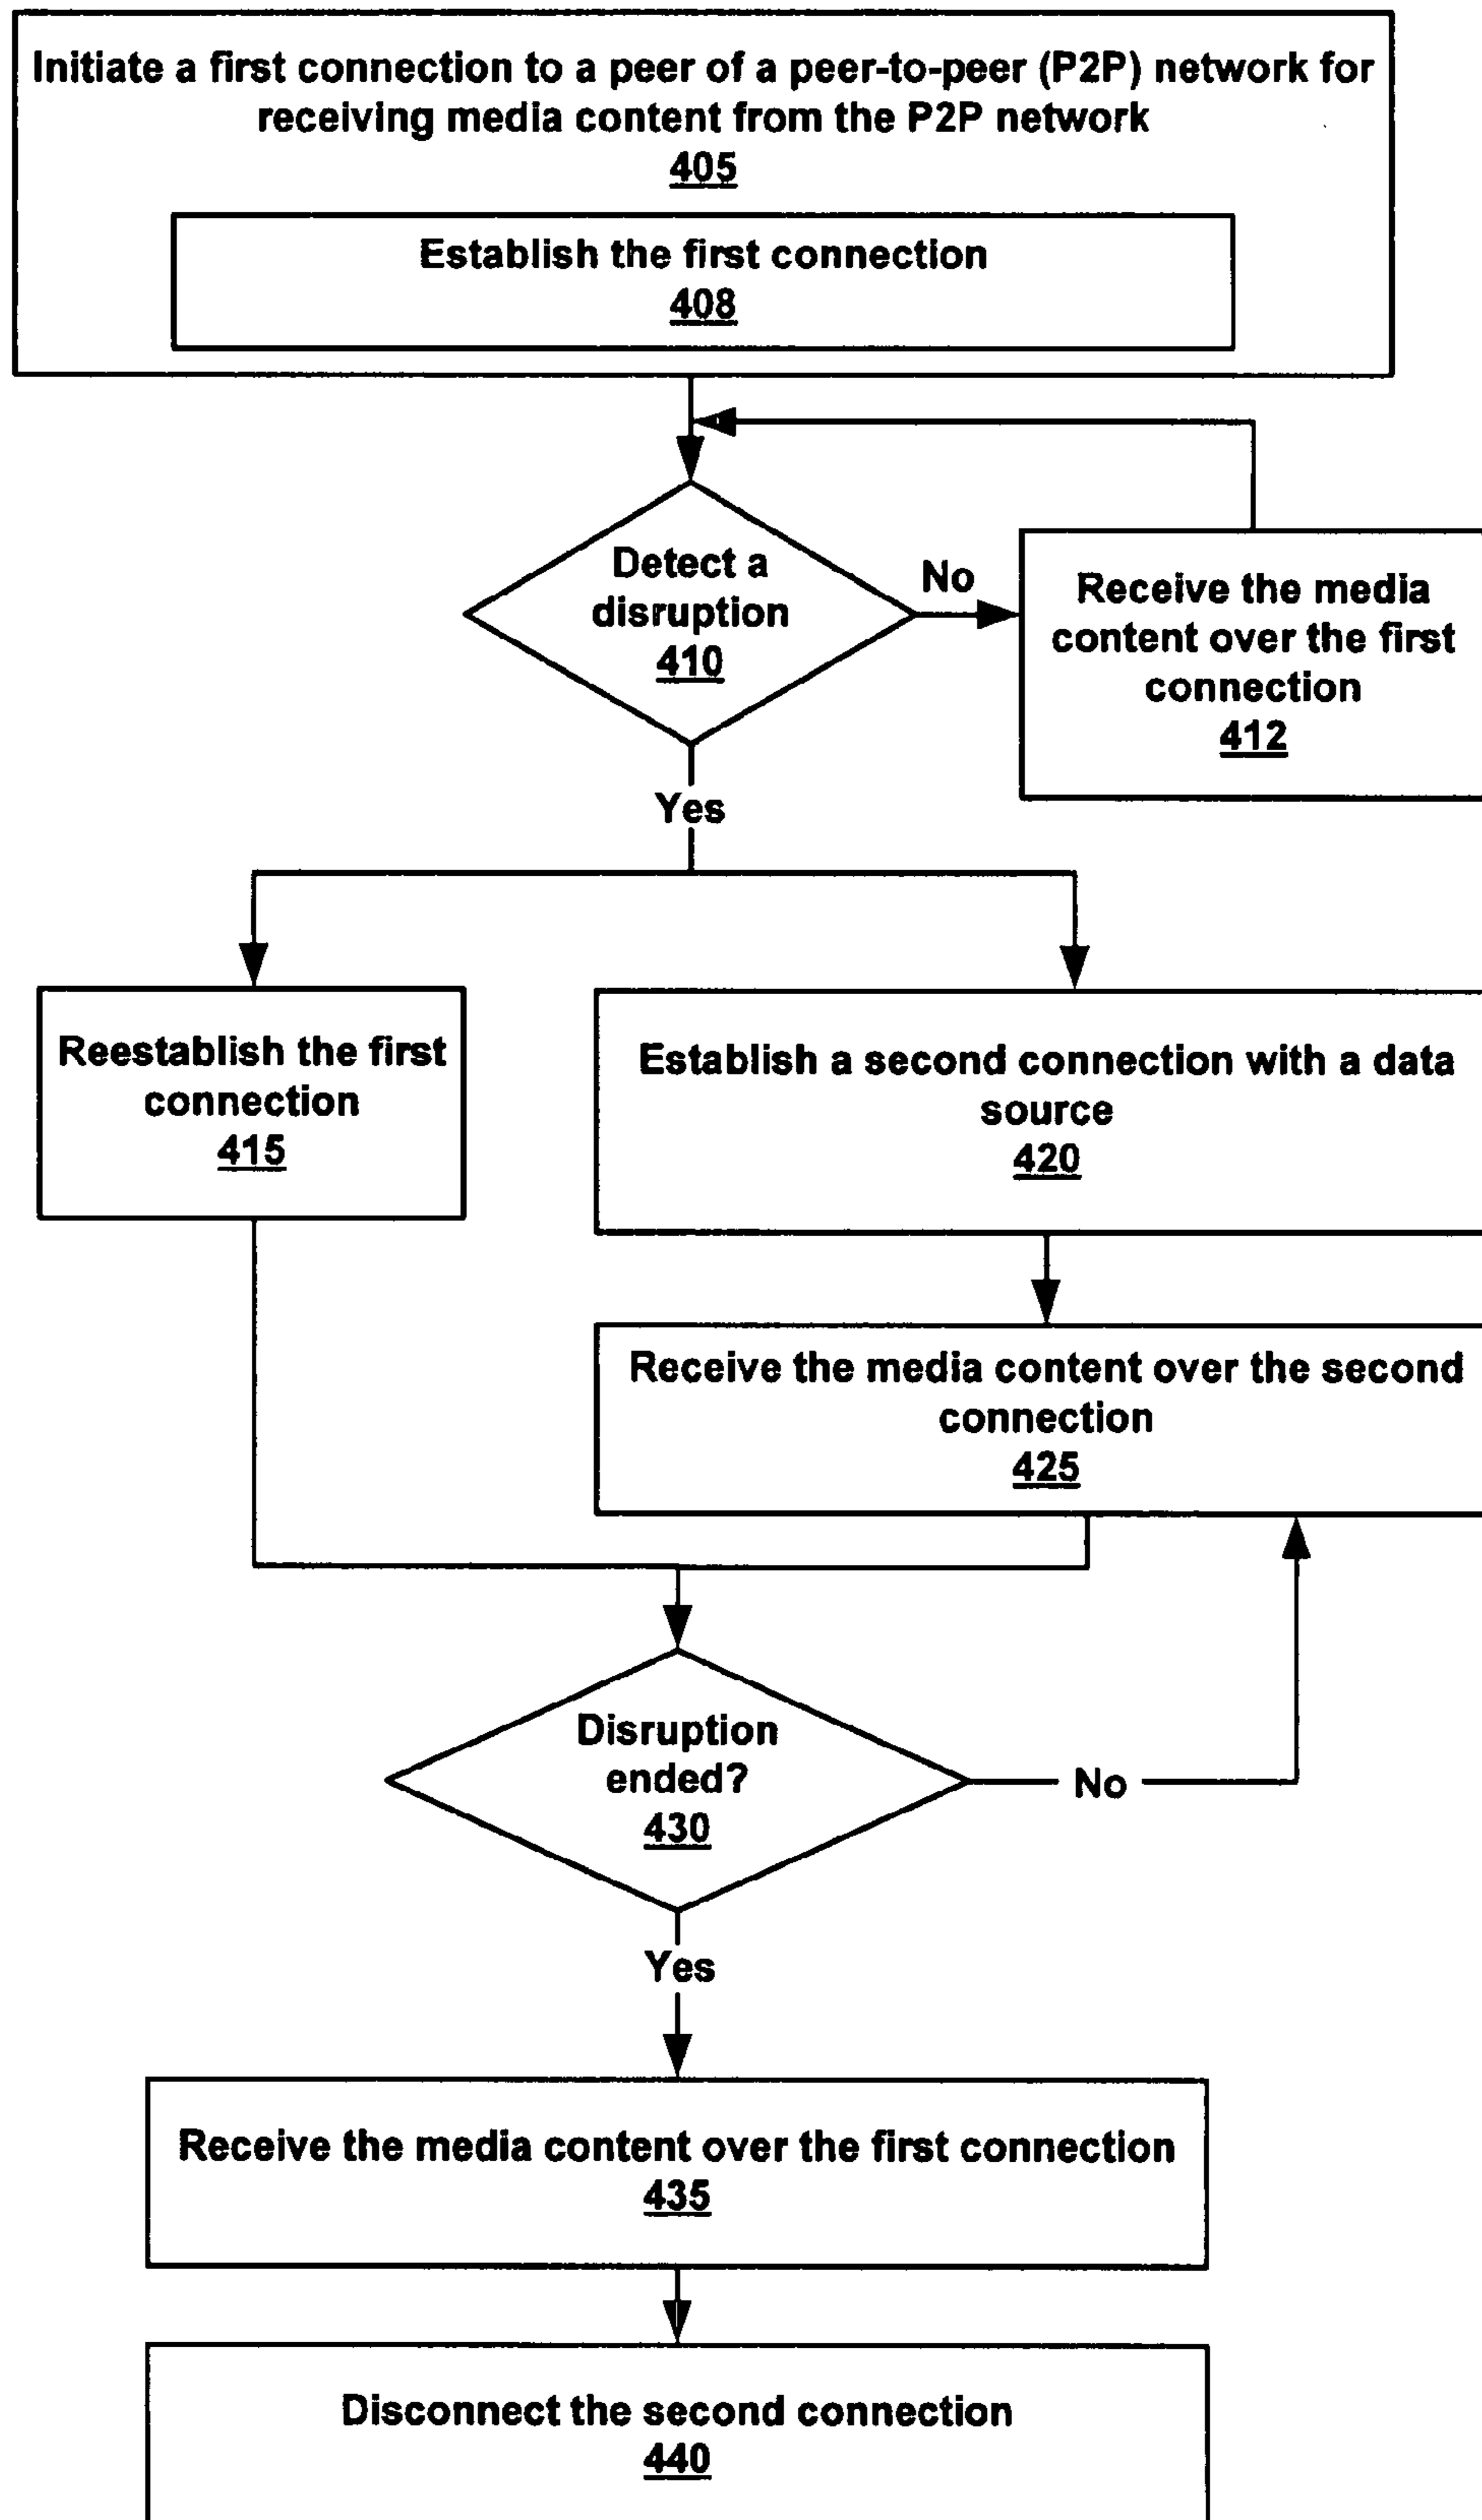 Initiate a first connection to a peer of a peer-to-peer (P2P) network for
receiving media content from the P2P network
405
Establish the first connection
408
Detect a
disruption
410
No
Receive the media
content over the first
connection
412
Yes
Reestablish the first
connection
415
Establish a second connection with a data
source
420
Receive the media content over the second
connection
425
Disruption
ended?
430
No
Yes
Receive the media content over the first connection
435
Disconnect the second connection
440